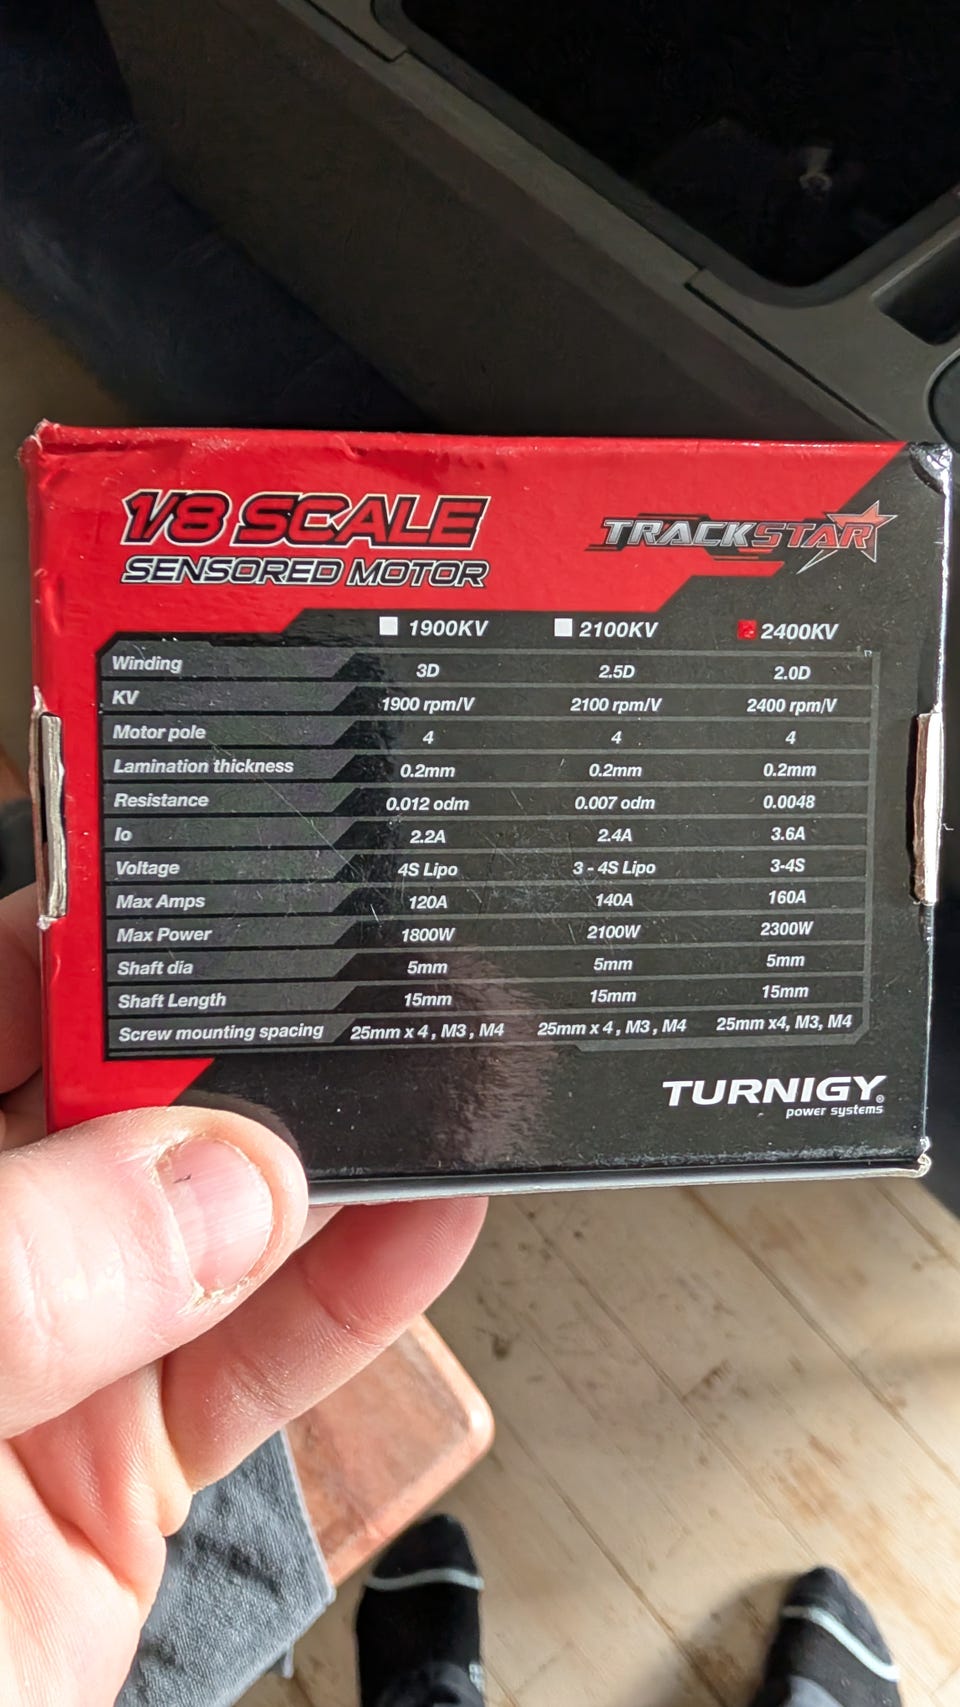 1/8 SCALE
SENSORED MOTOR
TRACKSTAR
1900KV 2100KV 2400KV
Winding 3D 2.5D 2.0D
KV 1900 rpm/V 2100 rpm/V 2400 rpm/V
Motor pole 4 4 4
Lamination thickness 0.2mm 0.2mm 0.2mm
Resistance 0.012 odm 0.007 odm 0.0048
Io 2.2A 2.4A 3.6A
Voltage 4S Lipo 3 - 4S Lipo 3-4S
Max Amps 120A 140A 160A
Max Power 1800W 2100W 2300W
Shaft dia 5mm 5mm 5mm
Shaft Length 15mm 15mm 15mm
Screw mounting spacing 25mm x 4 , M3 , M4 25mm x 4 , M3 , M4 25mm x4, M3, M4
TURNIGY®
power systems